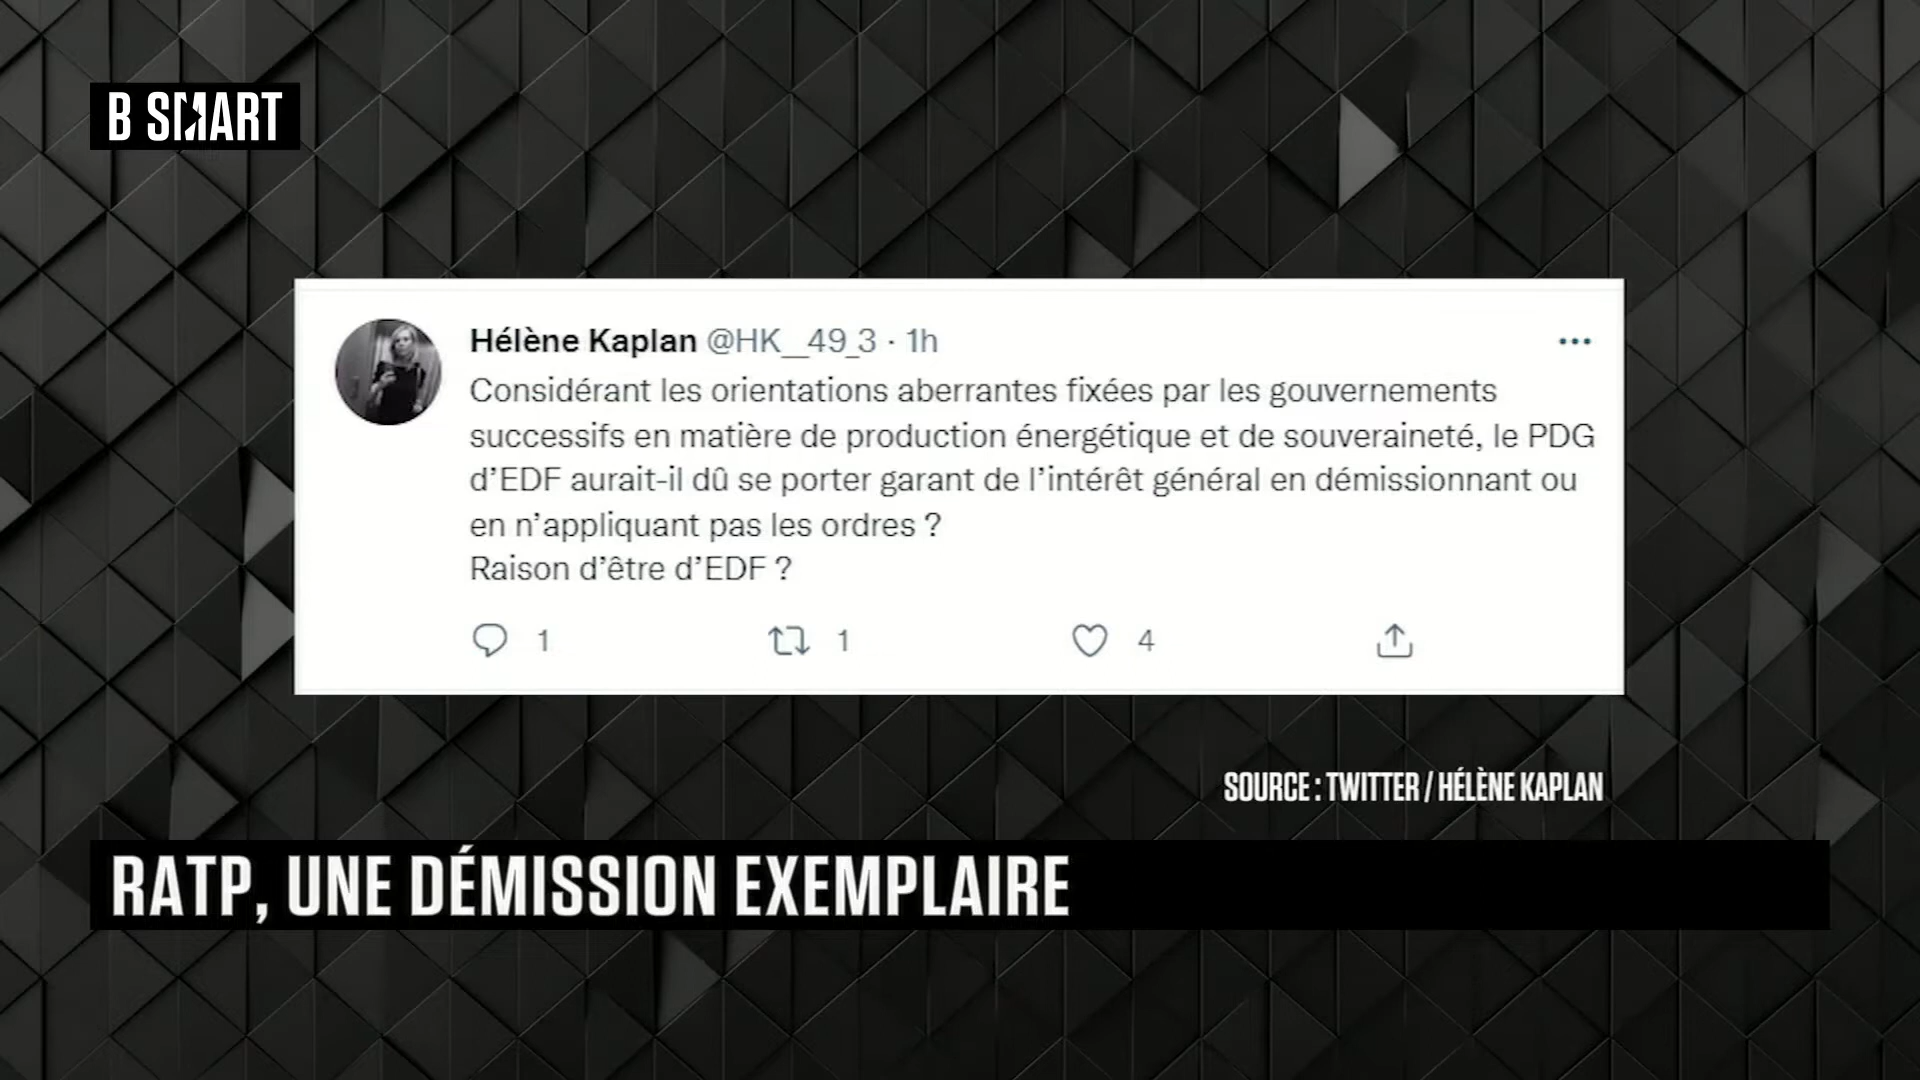 B SMART
Hélène Kaplan @HK__49_3 · 1h
Considérant les orientations aberrantes fixées par les gouvernements
successifs en matière de production énergétique et de souveraineté, le PDG
d’EDF aurait-il dû se porter garant de l’intérêt général en démissionnant ou
en n’appliquant pas les ordres ?
Raison d’être d’EDF ?
1 1 4
SOURCE : TWITTER / HÉLÈNE KAPLAN
RATP, UNE DÉMISSION EXEMPLAIRE